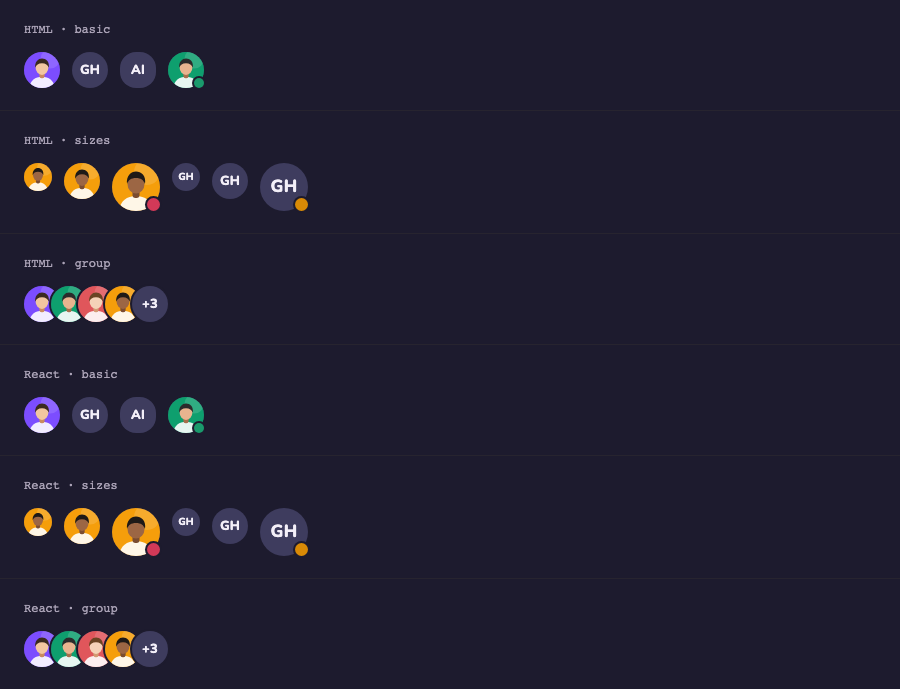 HTML · basic
GH AI
HTML · sizes
GH GH GH
HTML · group
+3
React · basic
GH AI
React · sizes
GH GH GH
React · group
+3